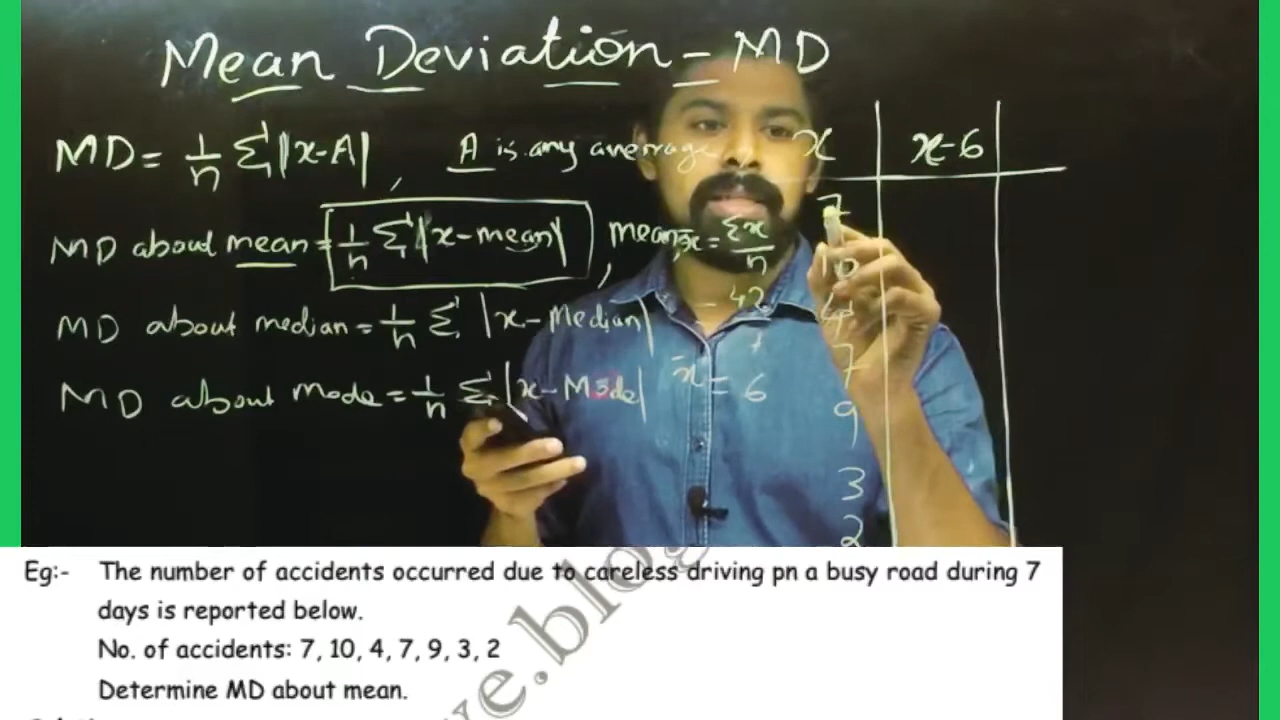 Mean Deviation - MD
MD = 1/n Σ|x-A| , A is any average
MD about mean = 1/n Σ|x-mean| , mean, x̄ = Σx/n
MD about median = 1/n Σ |x-Median|
= 42
MD about mode = 1/n Σ |x-Mode|
x̄ = 6
x x-6
7
10
4
7
9
3
2
Eg:- The number of accidents occurred due to careless driving pn a busy road during 7
days is reported below.
No. of accidents: 7, 10, 4, 7, 9, 3, 2
Determine MD about mean.